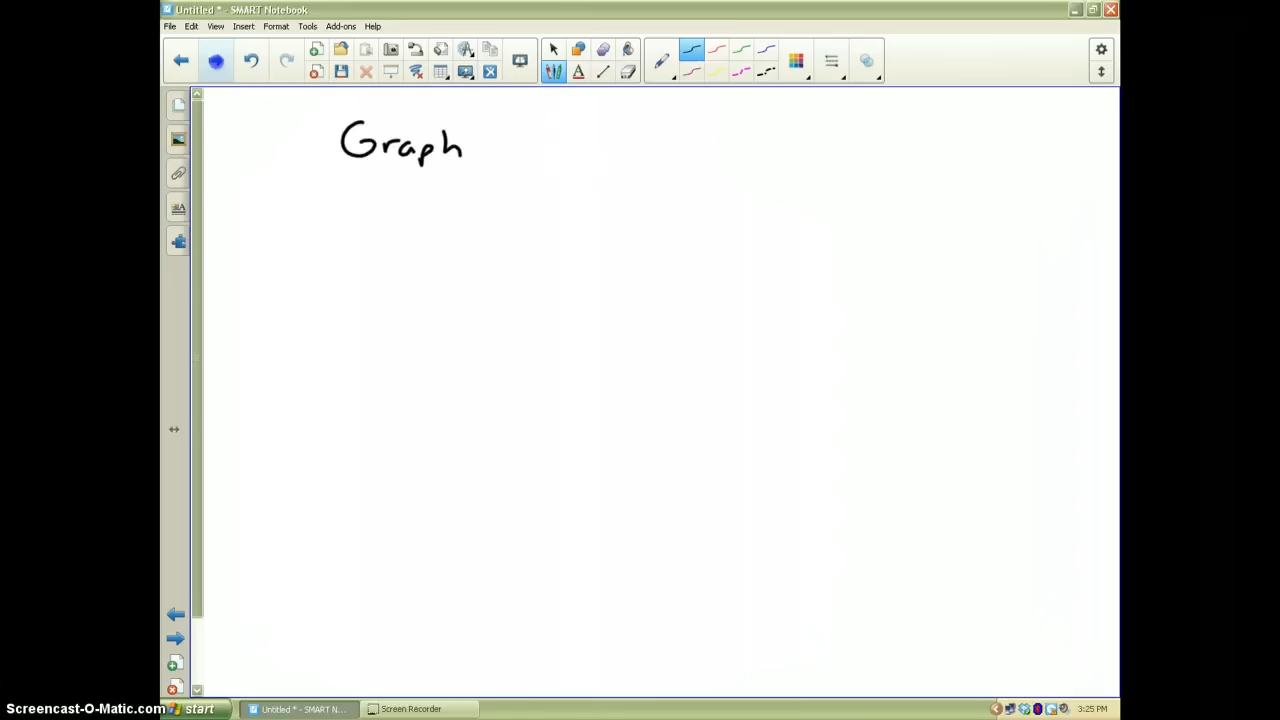 Untitled * - SMART Notebook
File Edit View Insert Format Tools Add-ons Help
Graph
Screencast-O-Matic.com
start
Untitled * - SMART N...
Screen Recorder
3:25 PM